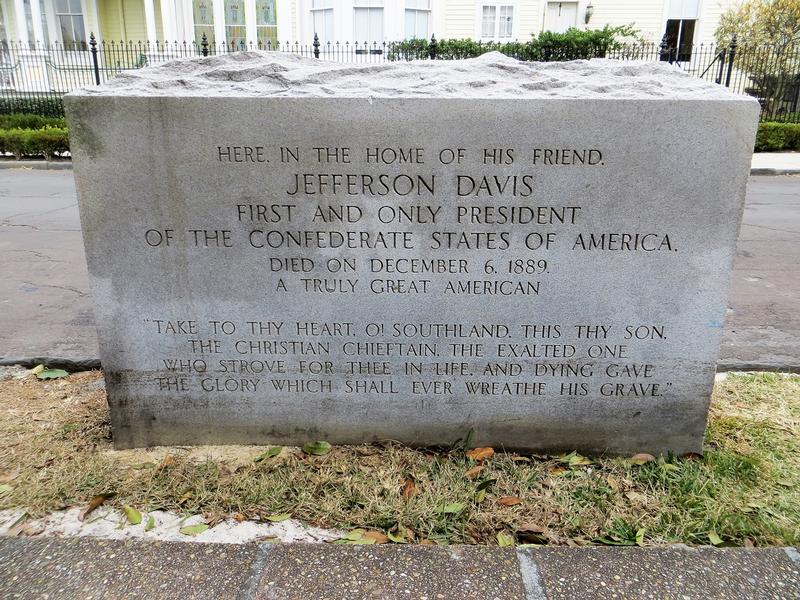 HERE, IN THE HOME OF HIS FRIEND,
JEFFERSON DAVIS
FIRST AND ONLY PRESIDENT
OF THE CONFEDERATE STATES OF AMERICA,
DIED ON DECEMBER 6, 1889.
A TRULY GREAT AMERICAN
"TAKE TO THY HEART, O! SOUTHLAND, THIS THY SON,
THE CHRISTIAN CHIEFTAIN, THE EXALTED ONE
WHO STROVE FOR THEE IN LIFE, AND DYING GAVE
THE GLORY WHICH SHALL EVER WREATHE HIS GRAVE."